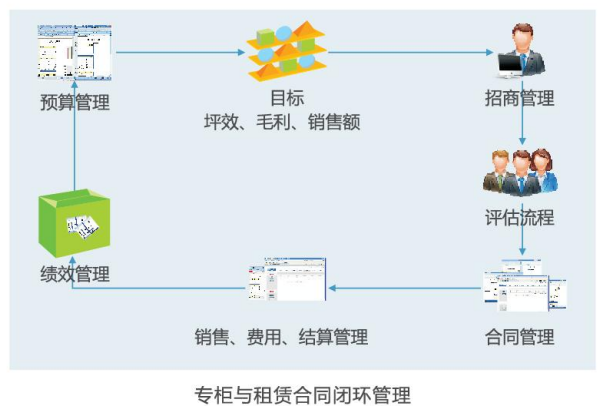 预算管理
目标
坪效、毛利、销售额
招商管理
评估流程
绩效管理
销售、费用、结算管理
合同管理
专柜与租赁合同闭环管理